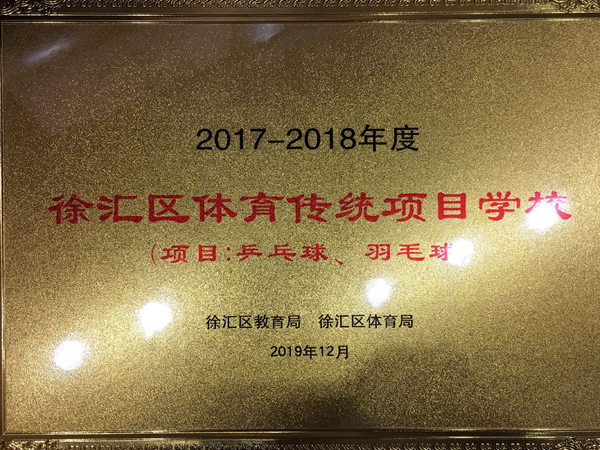 2017-2018年度
徐汇区体育传统项目学校
(项目:乒乓球、羽毛球)
徐汇区教育局 徐汇区体育局
2019年12月